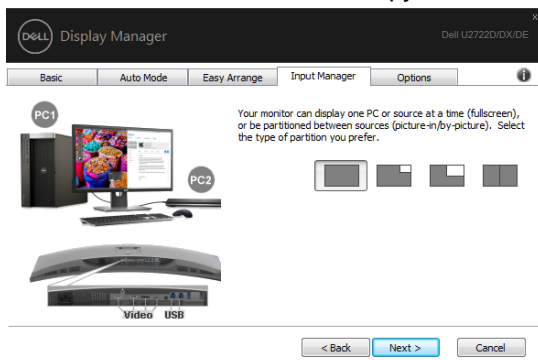 DELL Display Manager
Dell U2722D/DX/DE
Basic Auto Mode Easy Arrange Input Manager Options
PC1
Your monitor can display one PC or source at a time (fullscreen),
or be partitioned between sources (picture-in/by-picture). Select
the type of partition you prefer.
PC2
Video USB
< Back Next > Cancel